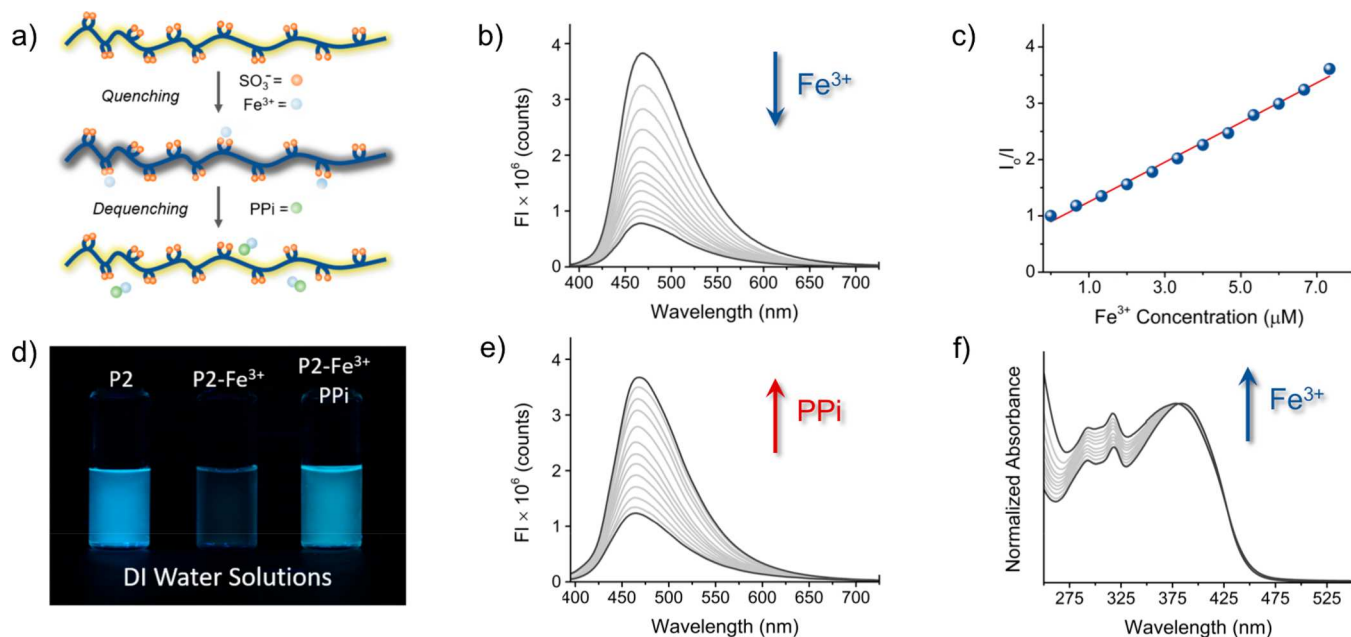 a)
SO₃⁻ =
Quenching
Fe³⁺ =
Dequenching
PPi =
b)
4
3
2
1
0
FI × 10⁶ (counts)
Fe³⁺
400 450 500 550 600 650 700
Wavelength (nm)
c)
4
3
2
1
0
Iₒ/I
1.0 3.0 5.0 7.0
Fe³⁺ Concentration (μM)
d)
P2 P2-Fe³⁺ P2-Fe³⁺
PPi
DI Water Solutions
e)
4
3
2
1
0
FI × 10⁶ (counts)
PPi
400 450 500 550 600 650 700
Wavelength (nm)
f)
Normalized Absorbance
Fe³⁺
275 325 375 425 475 525
Wavelength (nm)